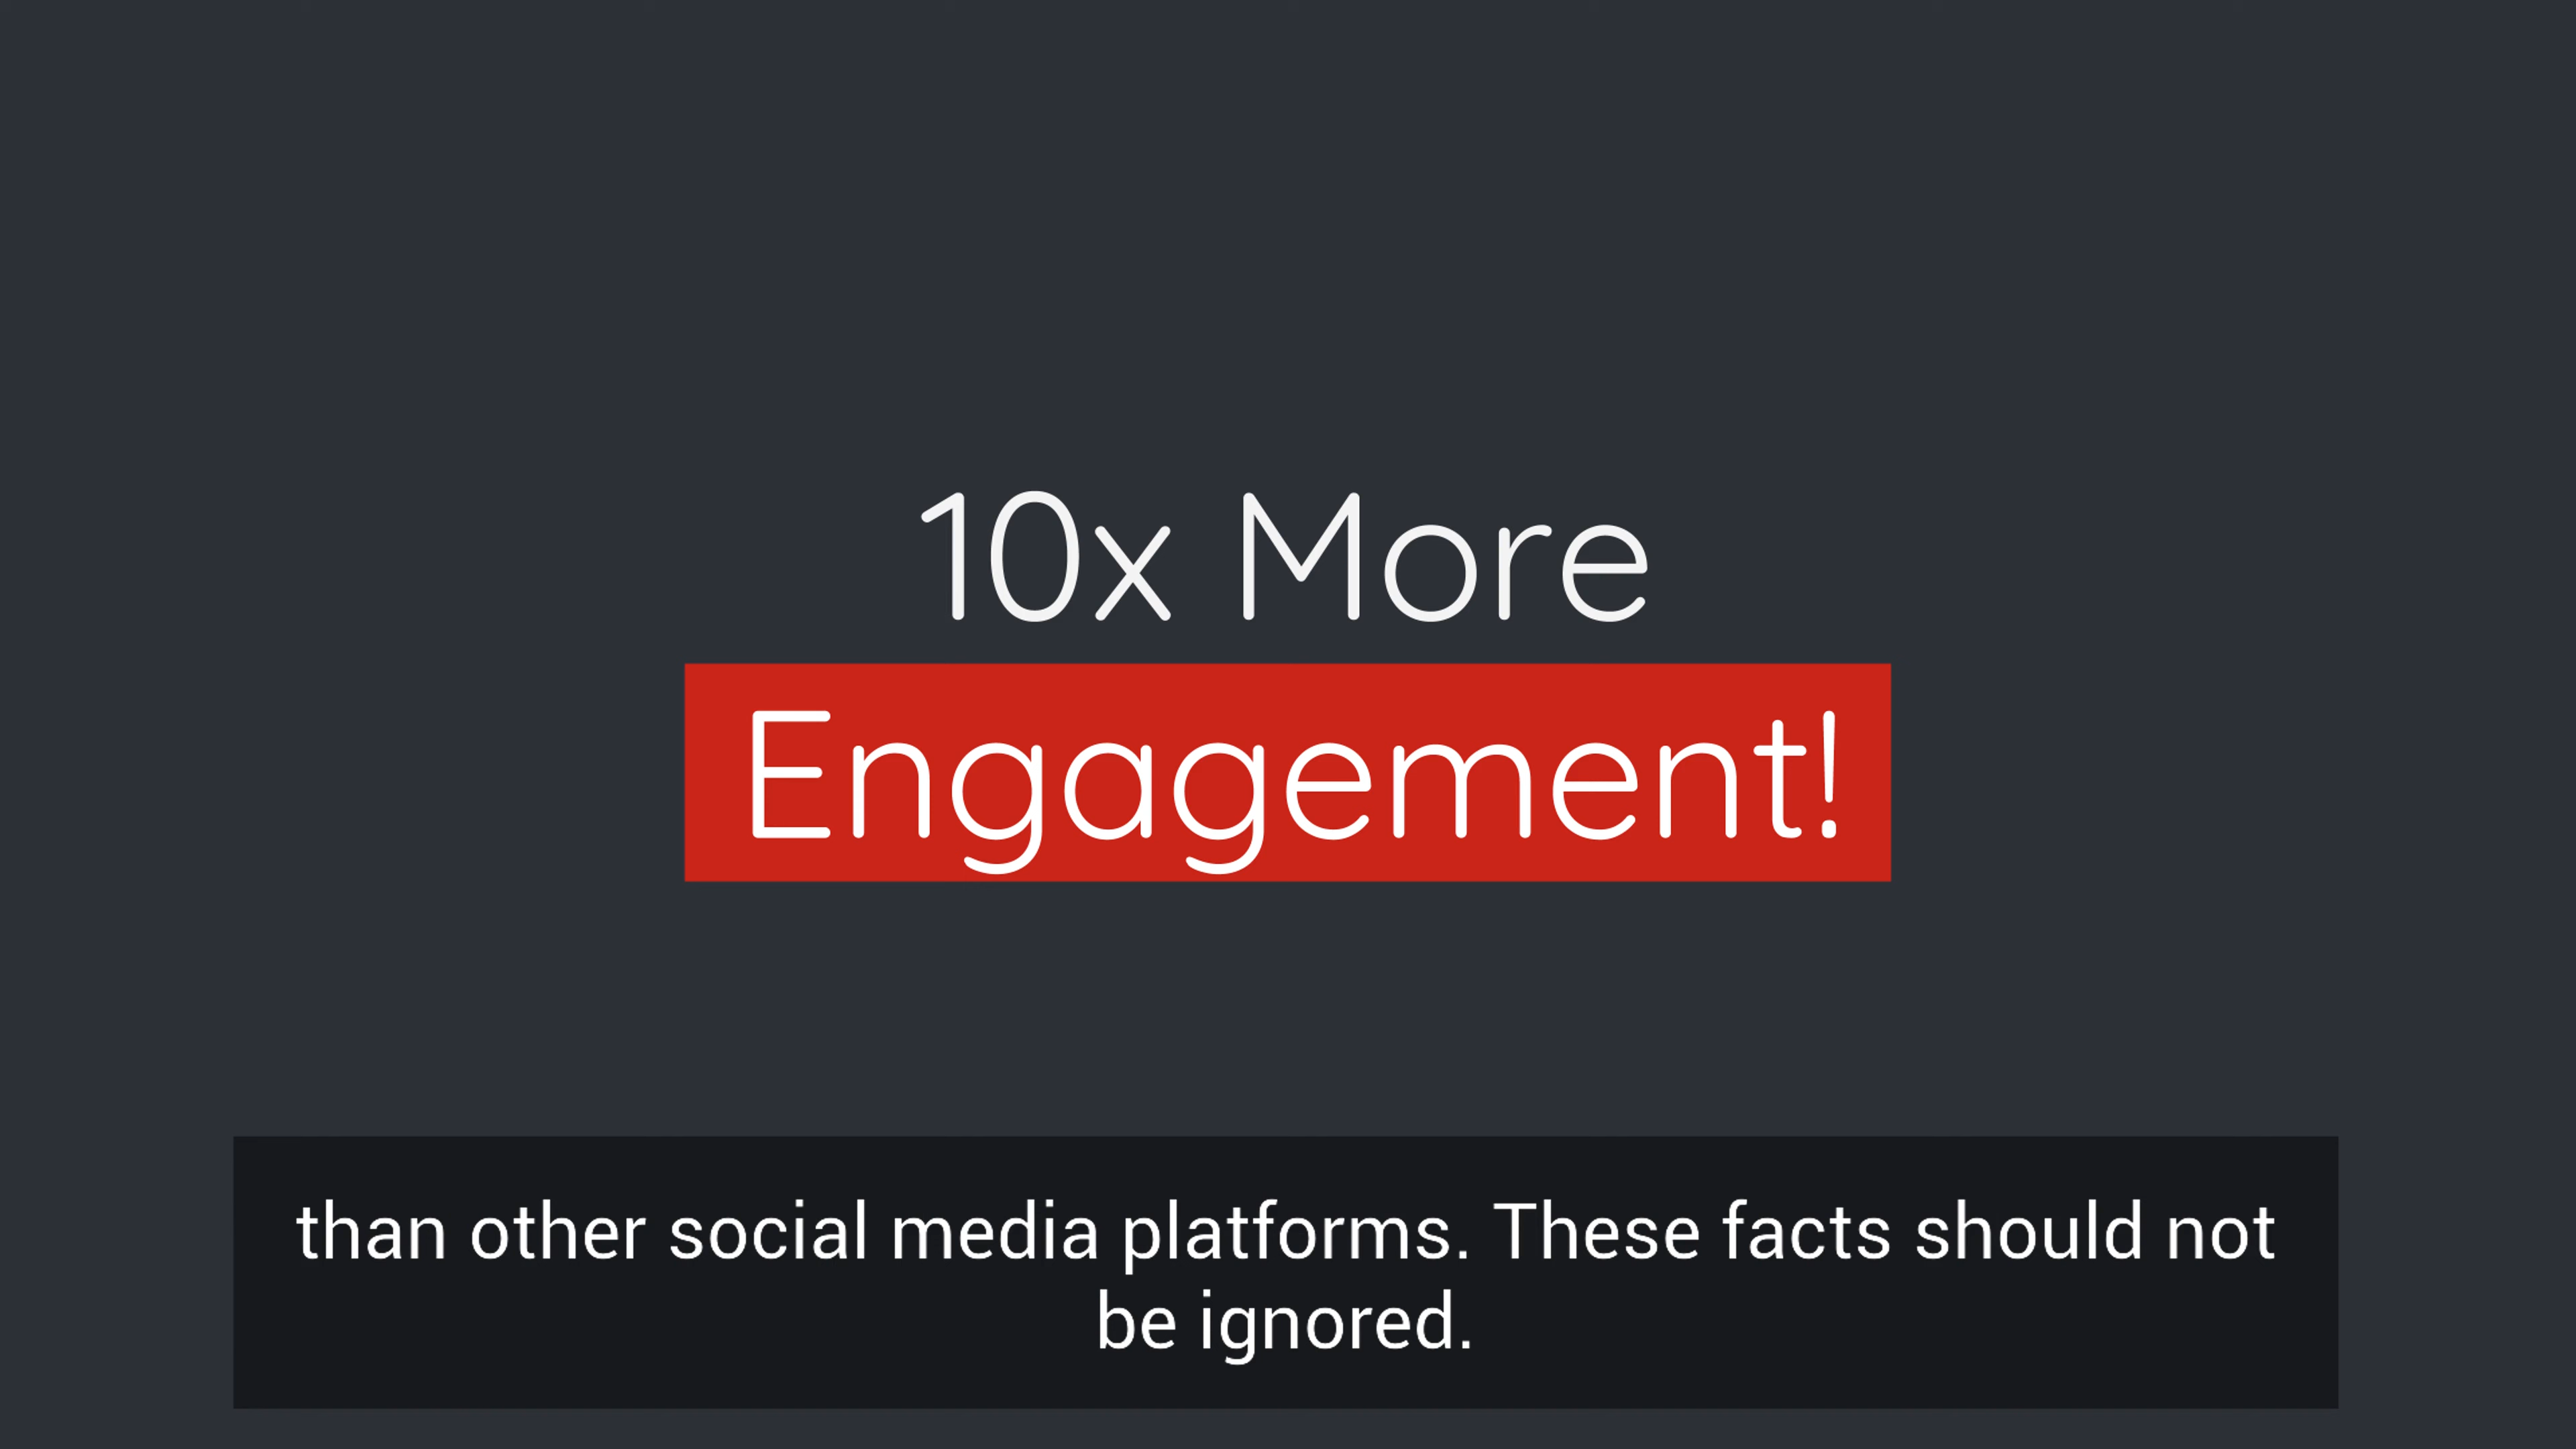 10x More
Engagement!
than other social media platforms. These facts should not
be ignored.